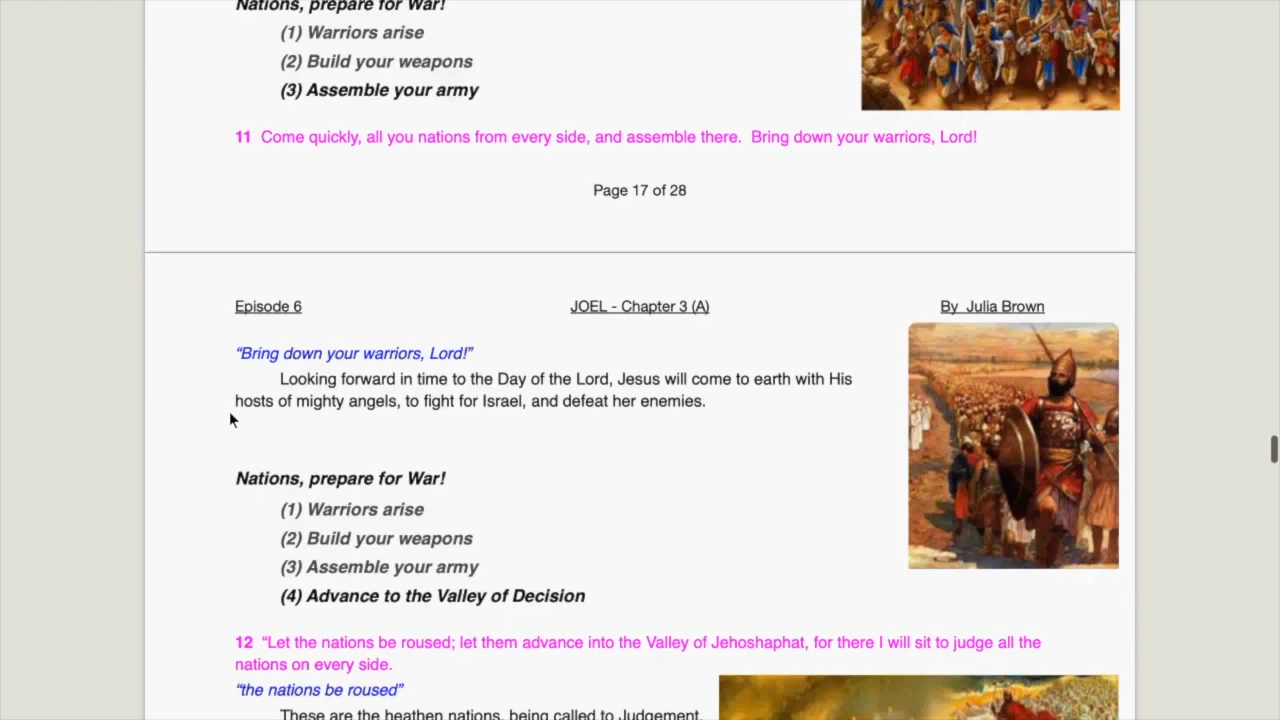 Nations, prepare for War!
(1) Warriors arise
(2) Build your weapons
(3) Assemble your army
11 Come quickly, all you nations from every side, and assemble there. Bring down your warriors, Lord!
Page 17 of 28
Episode 6 JOEL - Chapter 3 (A) By Julia Brown
“Bring down your warriors, Lord!”
Looking forward in time to the Day of the Lord, Jesus will come to earth with His
hosts of mighty angels, to fight for Israel, and defeat her enemies.
Nations, prepare for War!
(1) Warriors arise
(2) Build your weapons
(3) Assemble your army
(4) Advance to the Valley of Decision
12 “Let the nations be roused; let them advance into the Valley of Jehoshaphat, for there I will sit to judge all the
nations on every side.
“the nations be roused”
These are the heathen nations, being called to Judgement.